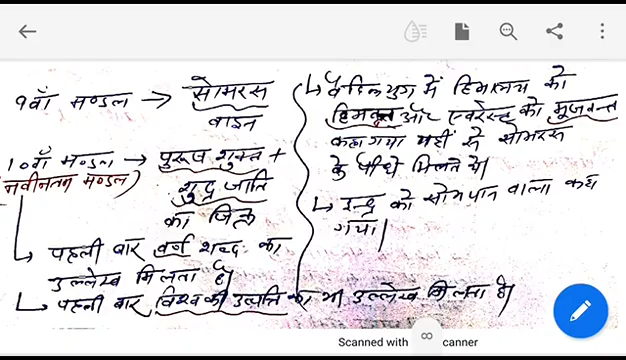 9वाँ मण्डल → सोमरस
वाइन
10वाँ मण्डल → पुरुष शुक्त +
(नवीनतम मण्डल) शुद्र जाति
का जिक्र
↳ पहली बार वर्ण शब्द का
उल्लेख मिलता है।
↳ पहली बार विश्व की उत्पत्ति का भी उल्लेख मिलता है।
↳ वैदिक युग में हिमालय को
हिमवन्त और एवरेस्ट को मूजवन्त
कहा गया यहीं से सोमरस
के पौधे मिलते थे।
↳ इन्द्र को सोमपान वाला कहा
गया।
Scanned with canner